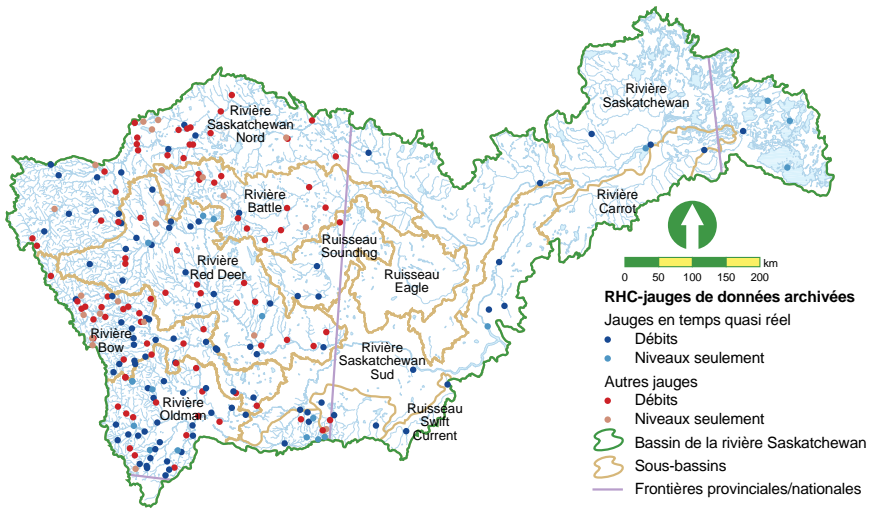 Rivière
Saskatchewan
Nord
Rivière
Saskatchewan
Rivière
Battle
Rivière
Carrot
Ruisseau
Sounding
Rivière
Red Deer
Ruisseau
Eagle
Rivière
Bow
Rivière
Saskatchewan
Sud
Rivière
Oldman
Ruisseau
Swift
Current
km
0 50 100 150 200
RHC-jauges de données archivées
Jauges en temps quasi réel
Débits
Niveaux seulement
Autres jauges
Débits
Niveaux seulement
Bassin de la rivière Saskatchewan
Sous-bassins
Frontières provinciales/nationales